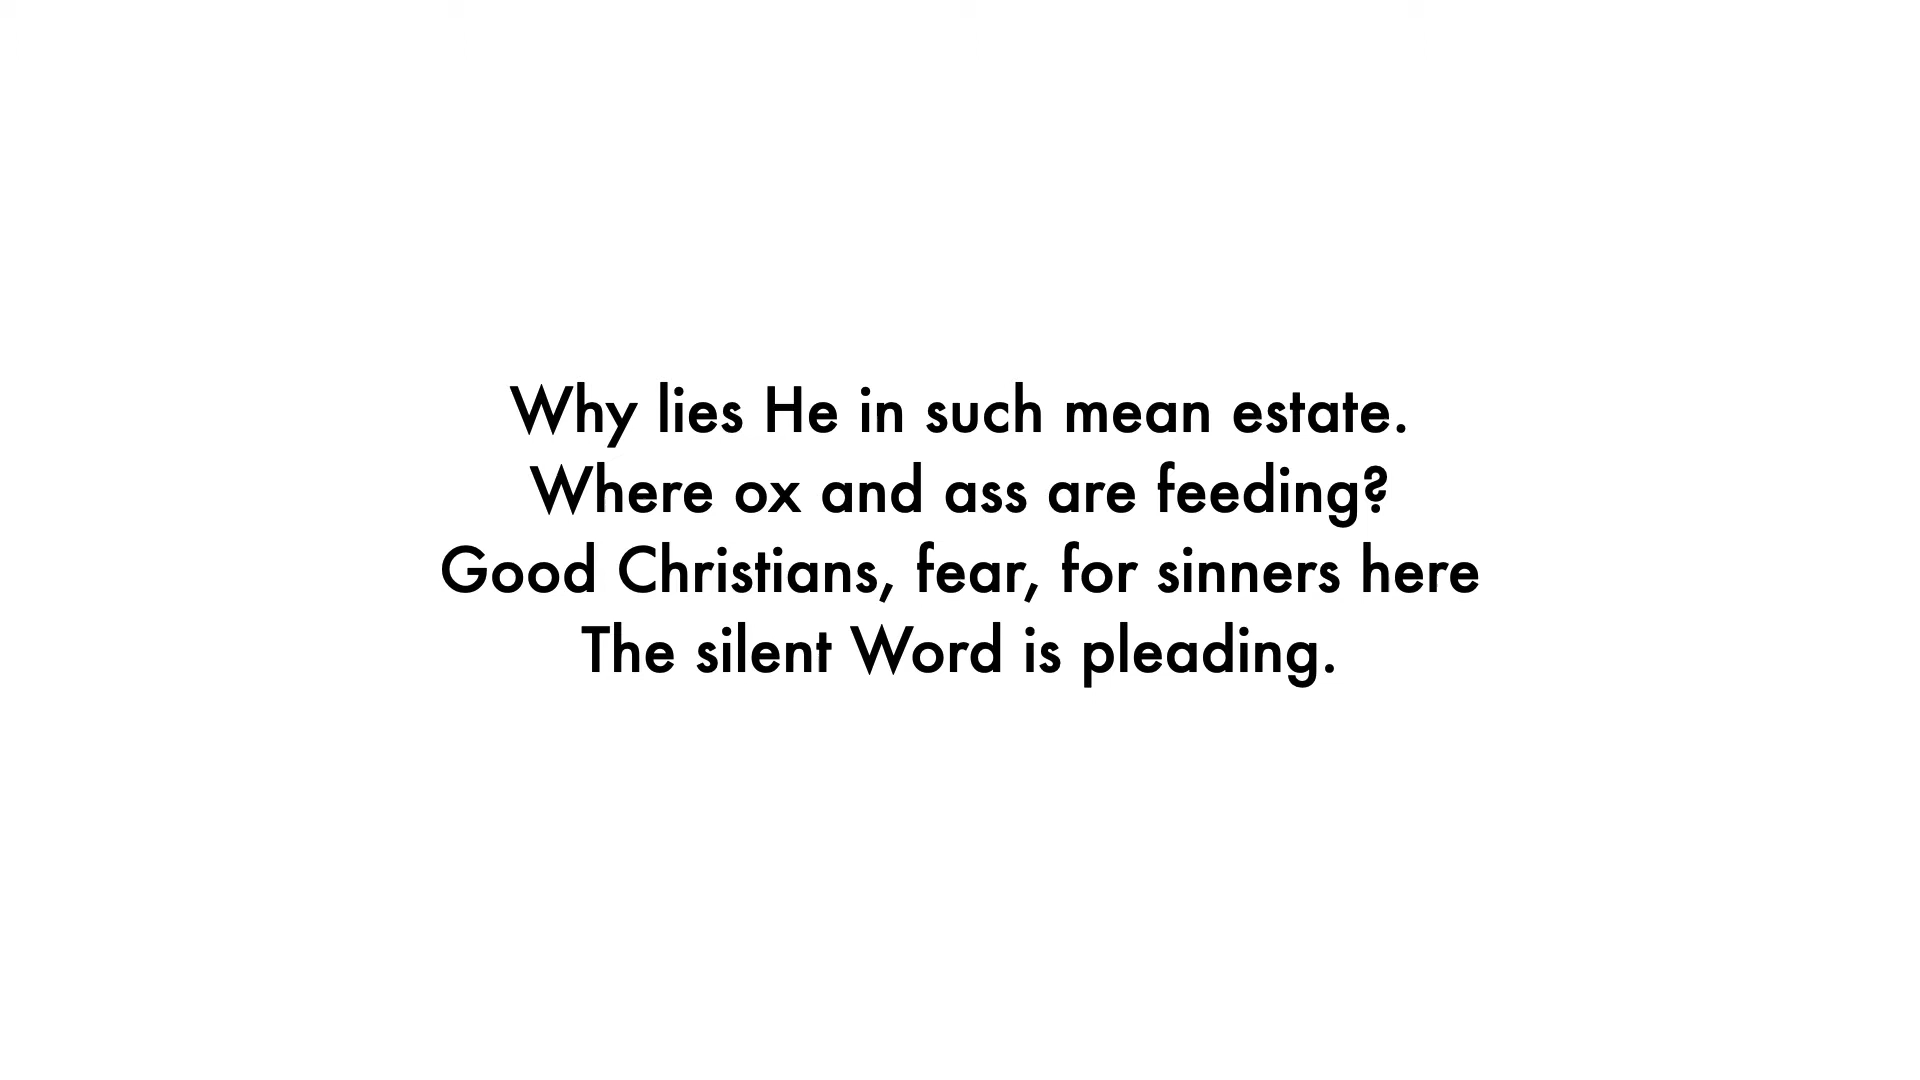 Why lies He in such mean estate.
Where ox and ass are feeding?
Good Christians, fear, for sinners here
The silent Word is pleading.